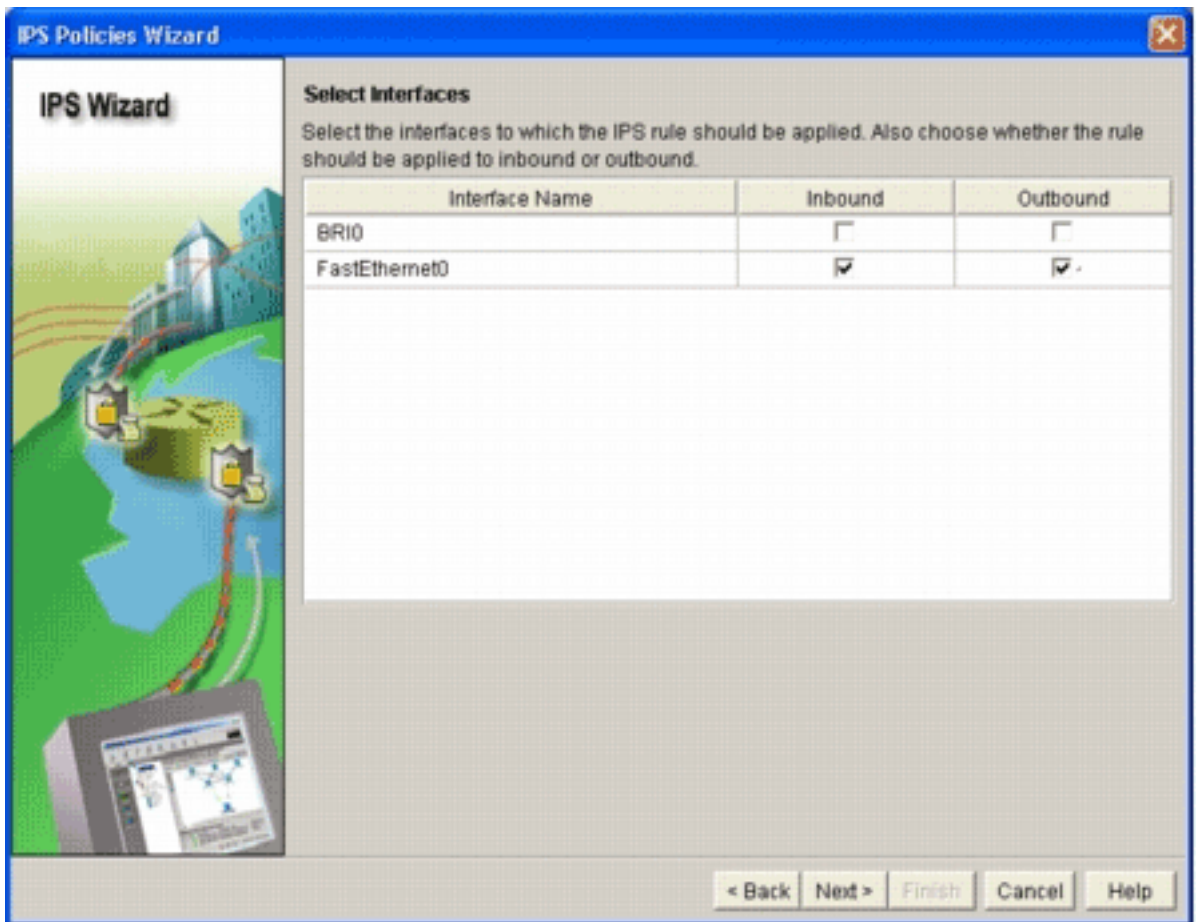 IPS Policies Wizard
IPS Wizard
Select Interfaces
Select the interfaces to which the IPS rule should be applied. Also choose whether the rule
should be applied to inbound or outbound.
Interface Name Inbound Outbound
BRI0
FastEthernet0
< Back Next > Finish Cancel Help